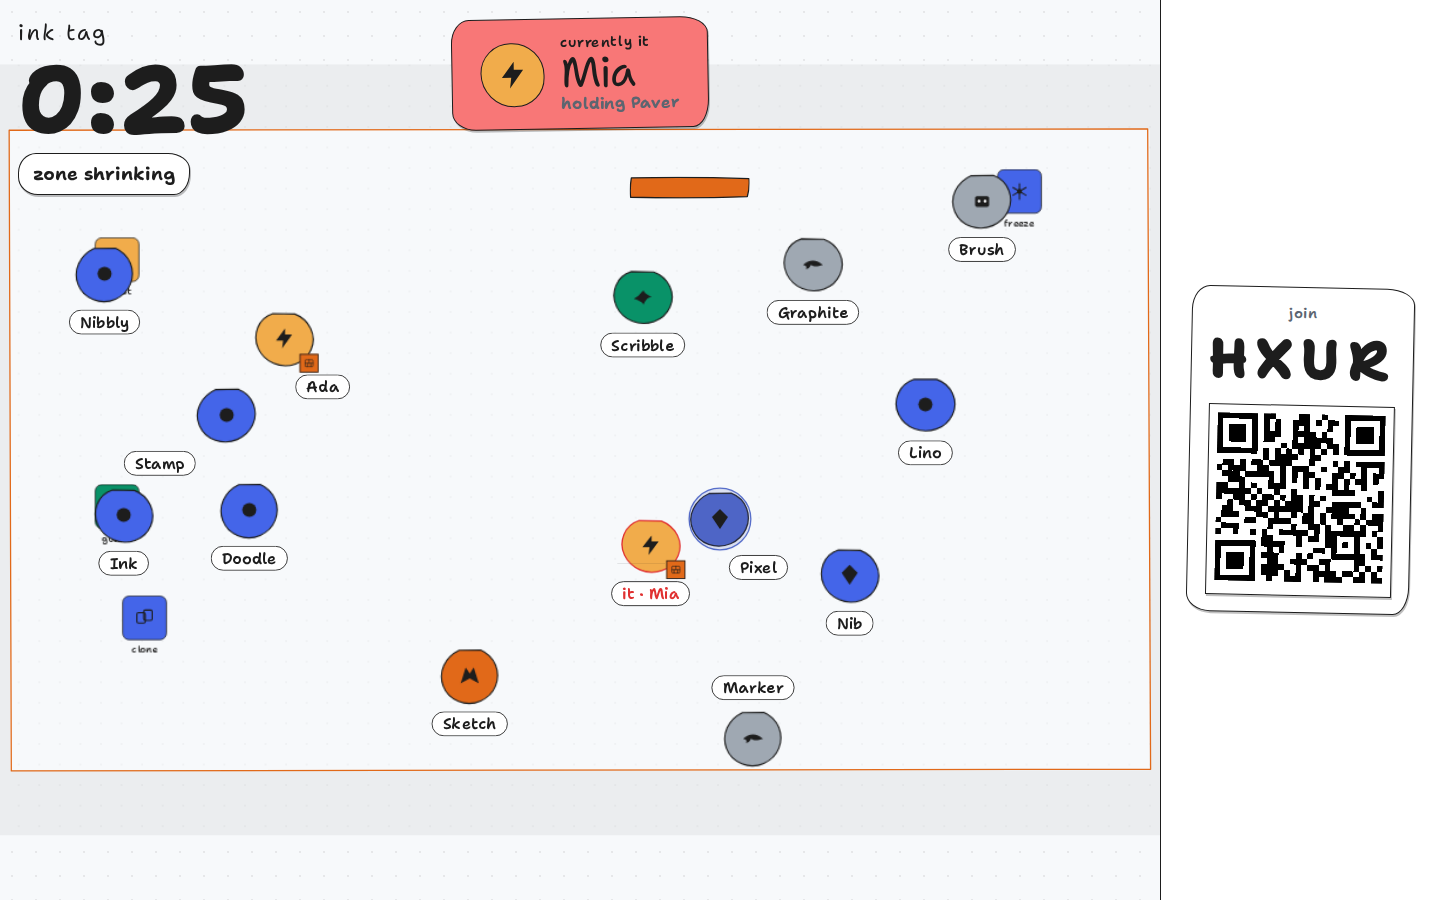 ink tag
0:25
zone shrinking
currently it
Mia
holding Paver
freeze
Brush
Nibbly
Graphite
Scribble
Ada
Lino
Stamp
Ink
Doodle
Pixel
it · Mia
Nib
clone
Marker
Sketch
join
HXUR